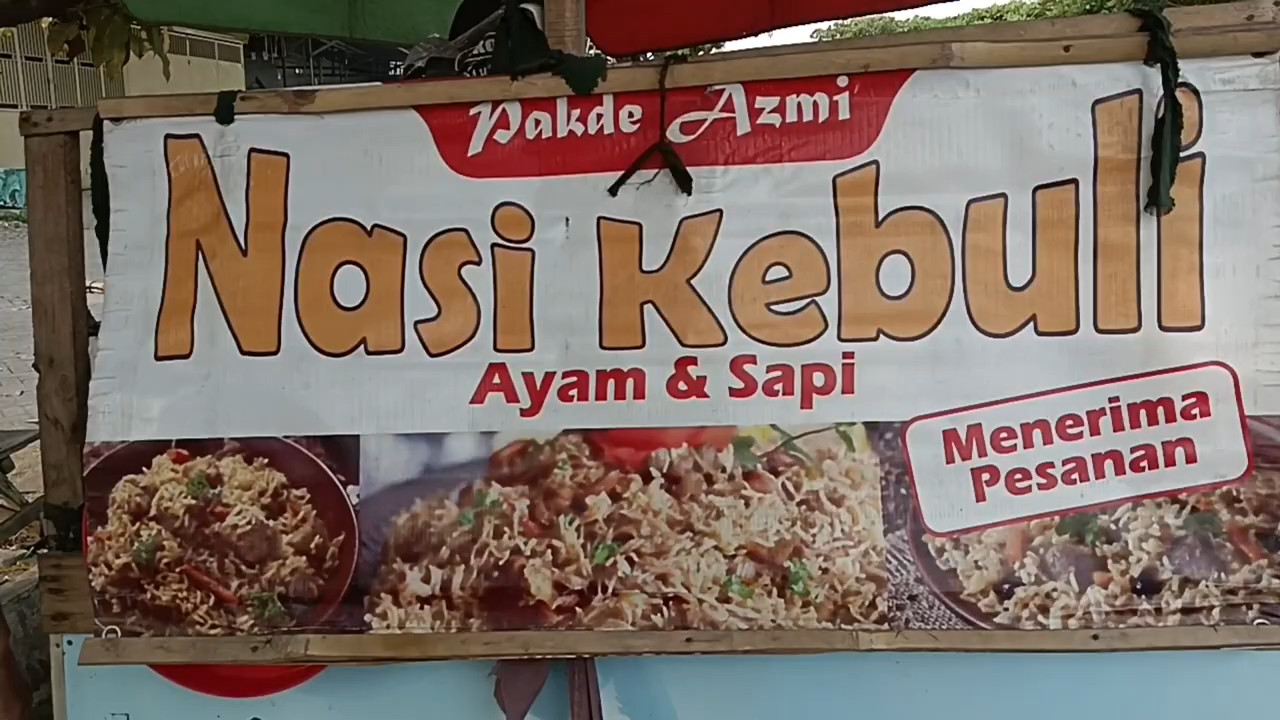 Pakde Azmi
Nasi Kebuli
Ayam & Sapi
Menerima
Pesanan